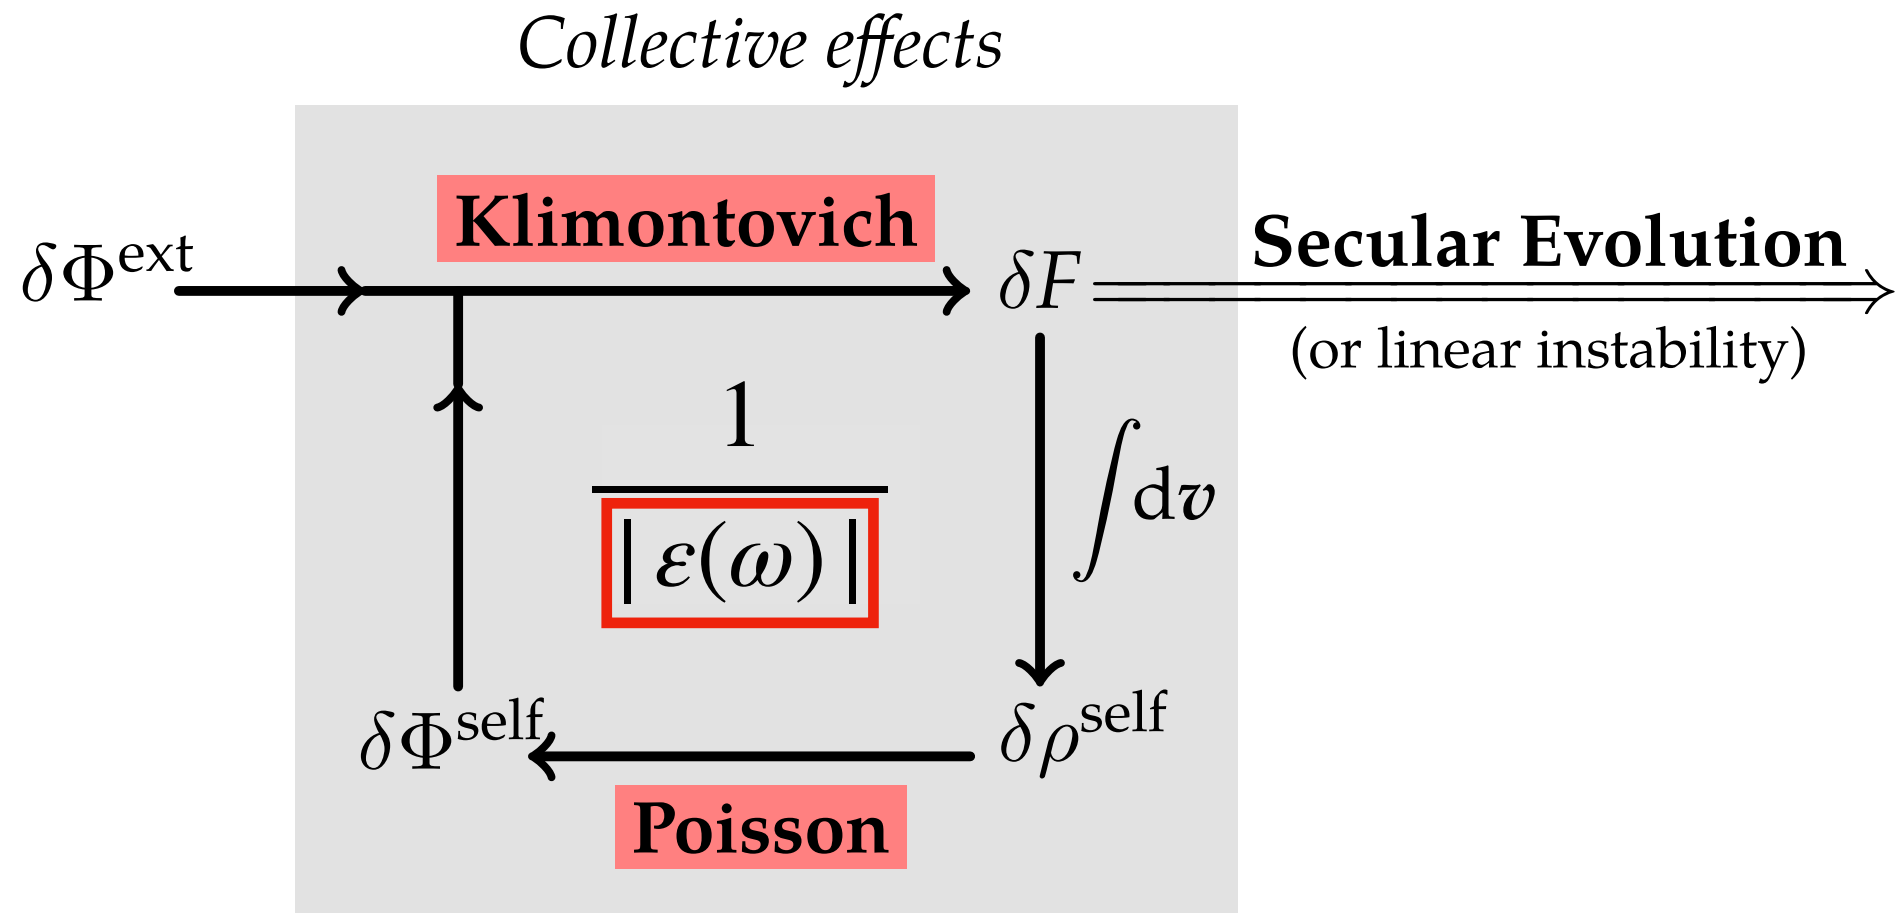 Collective effects
Klimontovich
δΦ^ext
δF
Secular Evolution
(or linear instability)
1
|ε(ω)|
∫d𝒗
δΦ^self
δρ^self
Poisson